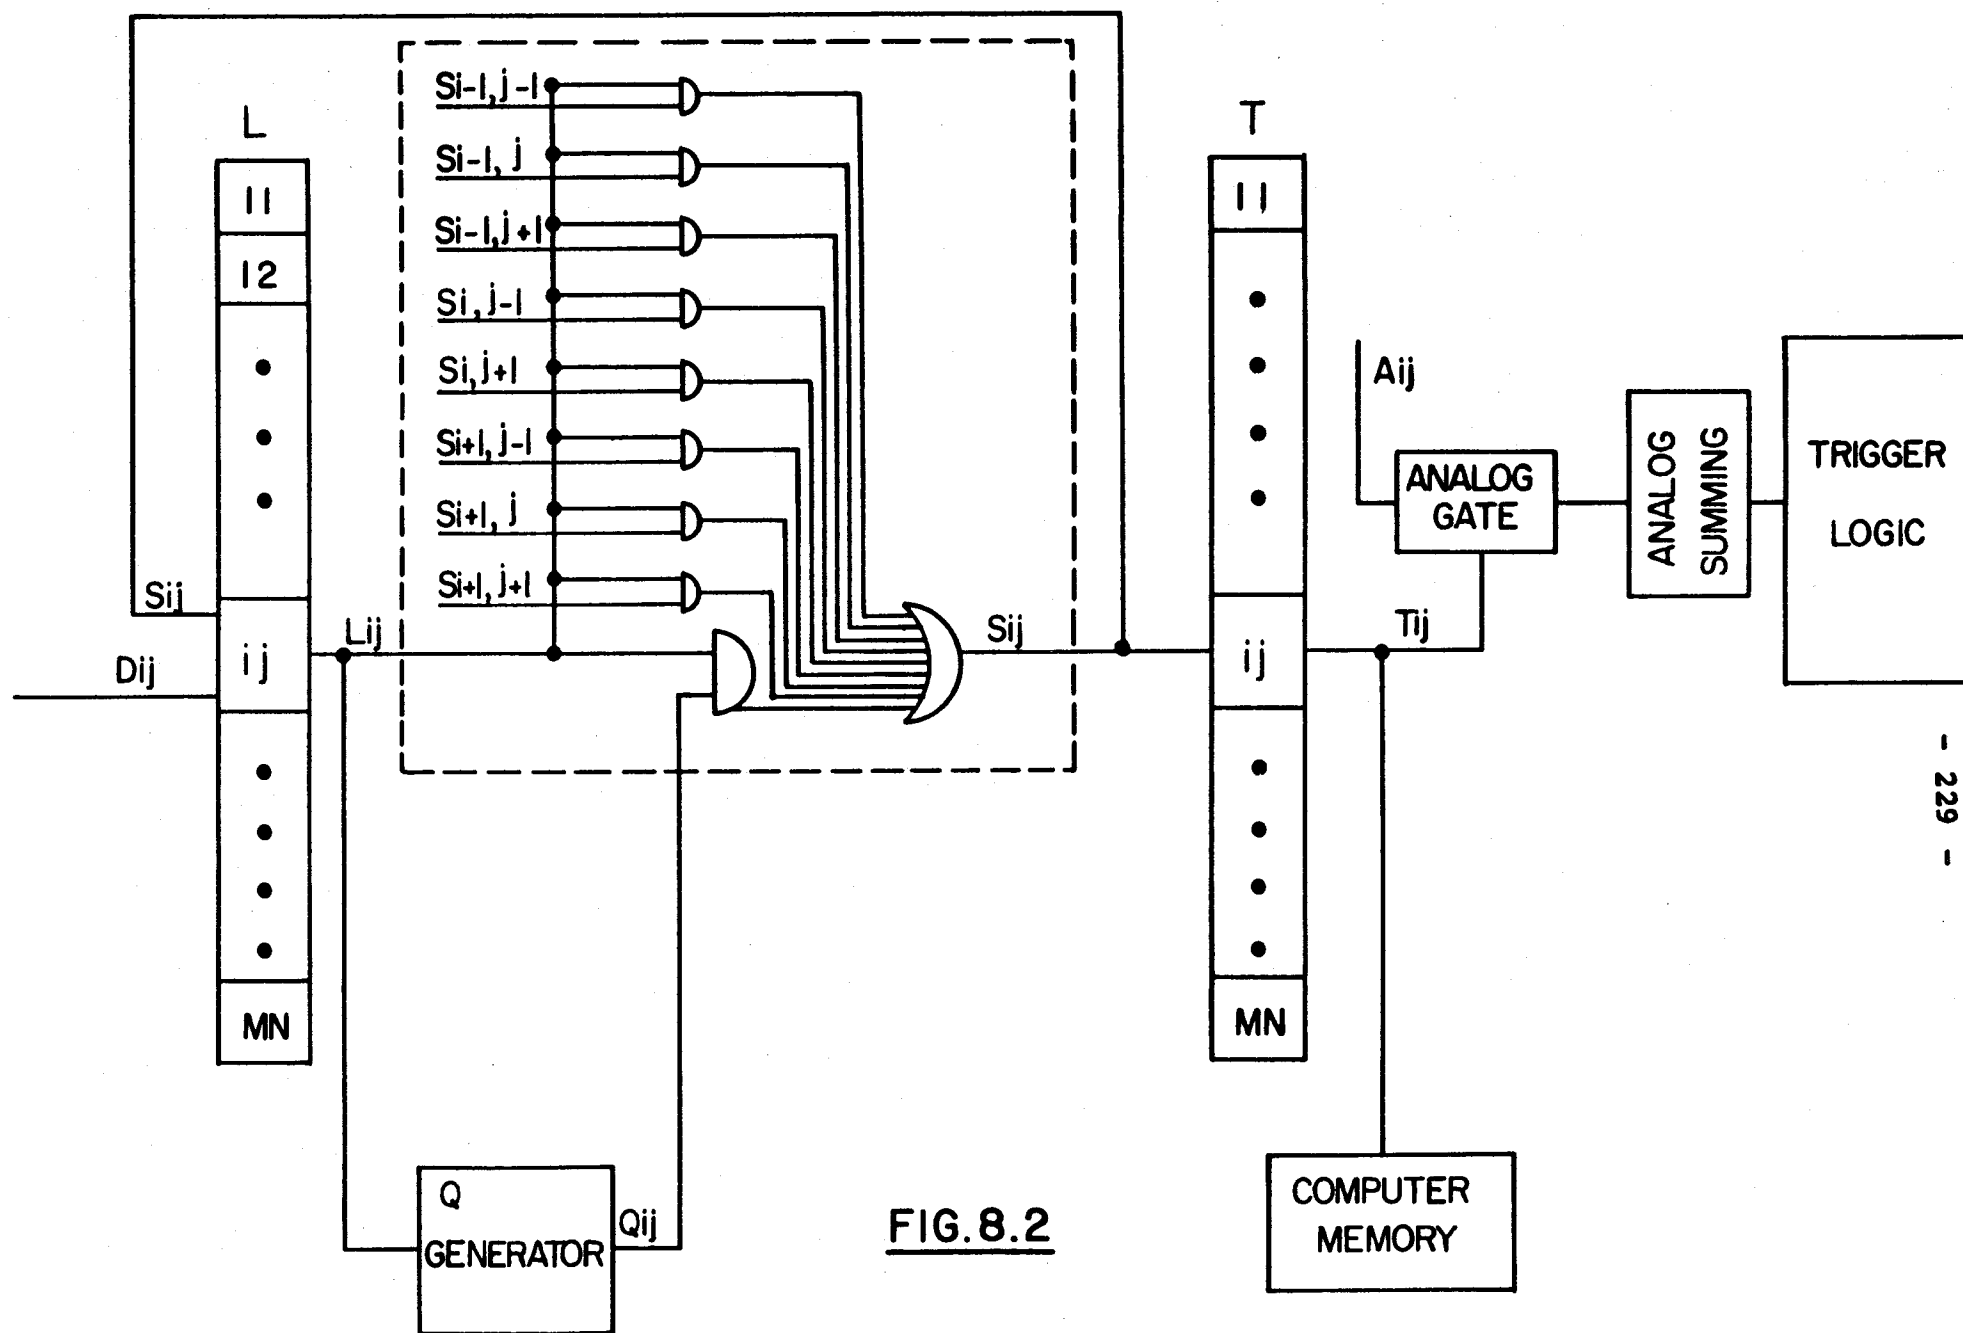 L
11
12
ij
MN
Sij
Dij
Lij
Si-1,j-1
Si-1, j
Si-1,j+1
Si, j-1
Si,j+1
Si+1, j-1
Si+1, j
Si+1, j+1
Sij
Q
GENERATOR
Qij
T
11
ij
MN
Aij
Tij
ANALOG
GATE
ANALOG
SUMMING
TRIGGER
LOGIC
COMPUTER
MEMORY
FIG.8.2
- 229 -